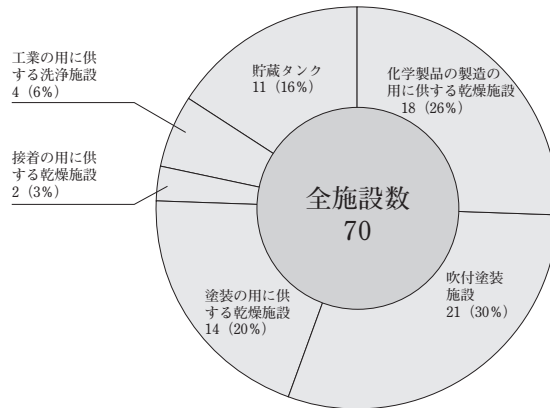 工業の用に供
する洗浄施設
4（6%）
貯蔵タンク
11（16%）
化学製品の製造の
用に供する乾燥施設
18（26%）
接着の用に供
する乾燥施設
2（3%）
全施設数
70
塗装の用に供
する乾燥施設
14（20%）
吹付塗装
施設
21（30%）